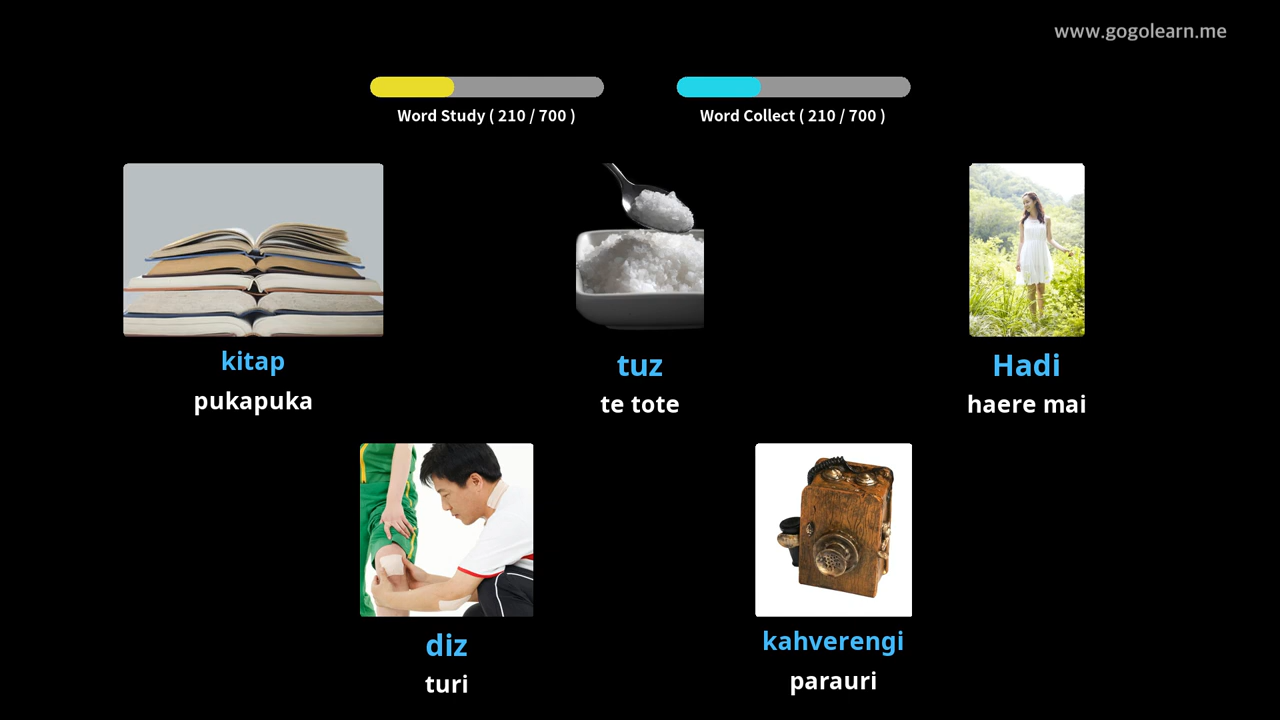 www.gogolearn.me
Word Study ( 210 / 700 )
Word Collect ( 210 / 700 )
kitap
pukapuka
tuz
te tote
Hadi
haere mai
diz
turi
kahverengi
parauri